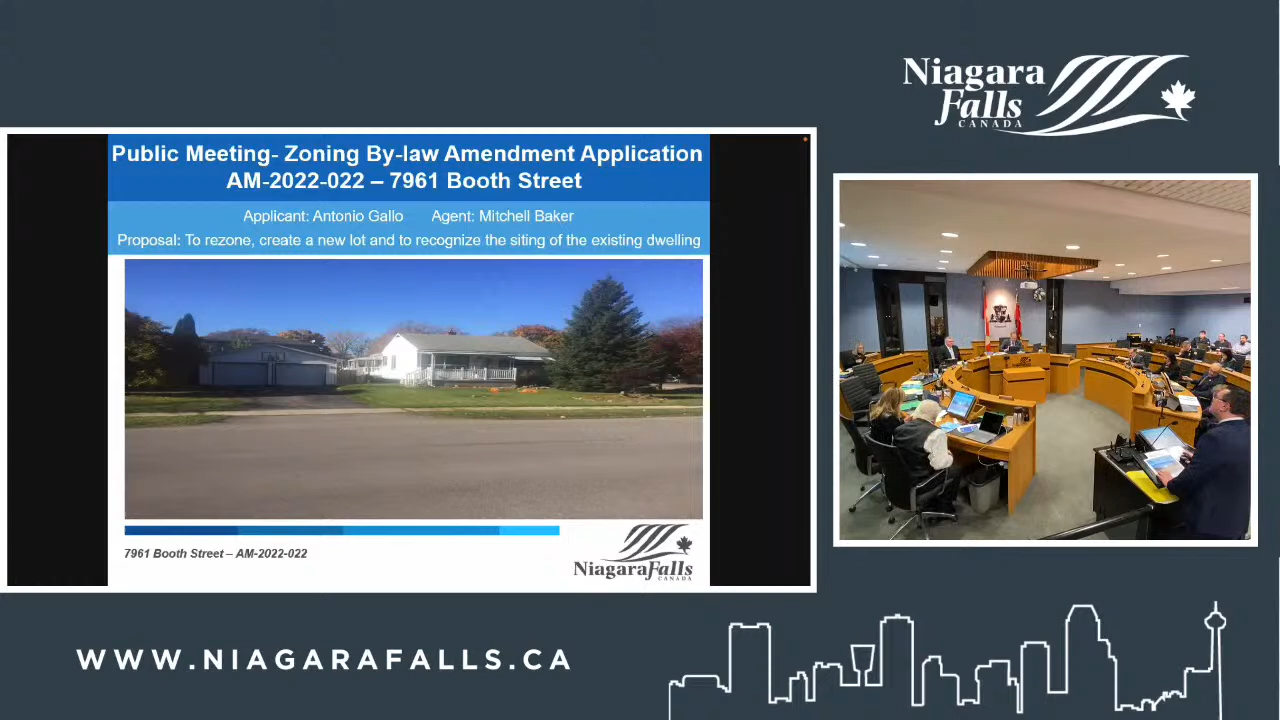 Niagara
Falls
CANADA
Public Meeting- Zoning By-law Amendment Application
AM-2022-022 – 7961 Booth Street
Applicant: Antonio Gallo Agent: Mitchell Baker
Proposal: To rezone, create a new lot and to recognize the siting of the existing dwelling
7961 Booth Street – AM-2022-022
NiagaraFalls
CANADA
WWW.NIAGARAFALLS.CA